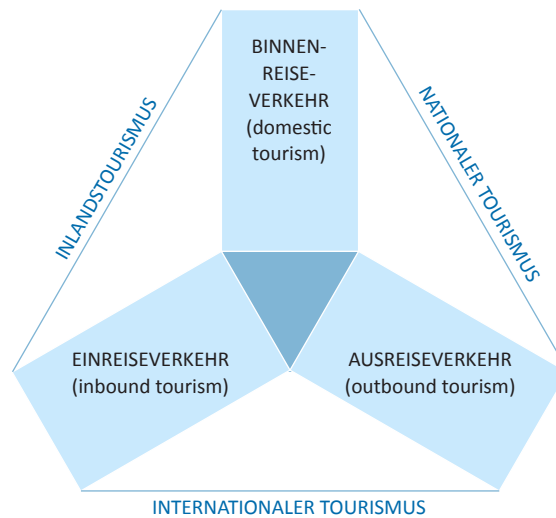 BINNEN-
REISE-
VERKEHR
(domestic
tourism)
INLANDSTOURISMUS
NATIONALER TOURISMUS
EINREISEVERKEHR
(inbound tourism)
AUSREISEVERKEHR
(outbound tourism)
INTERNATIONALER TOURISMUS